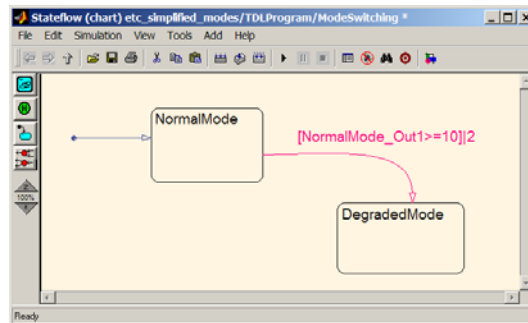 Stateflow (chart) etc_simplified_modes/TDLProgram/ModeSwitching *
File Edit Simulation View Tools Add Help
NormalMode
[NormalMode_Out1>=10]|2
DegradedMode
100%
Ready